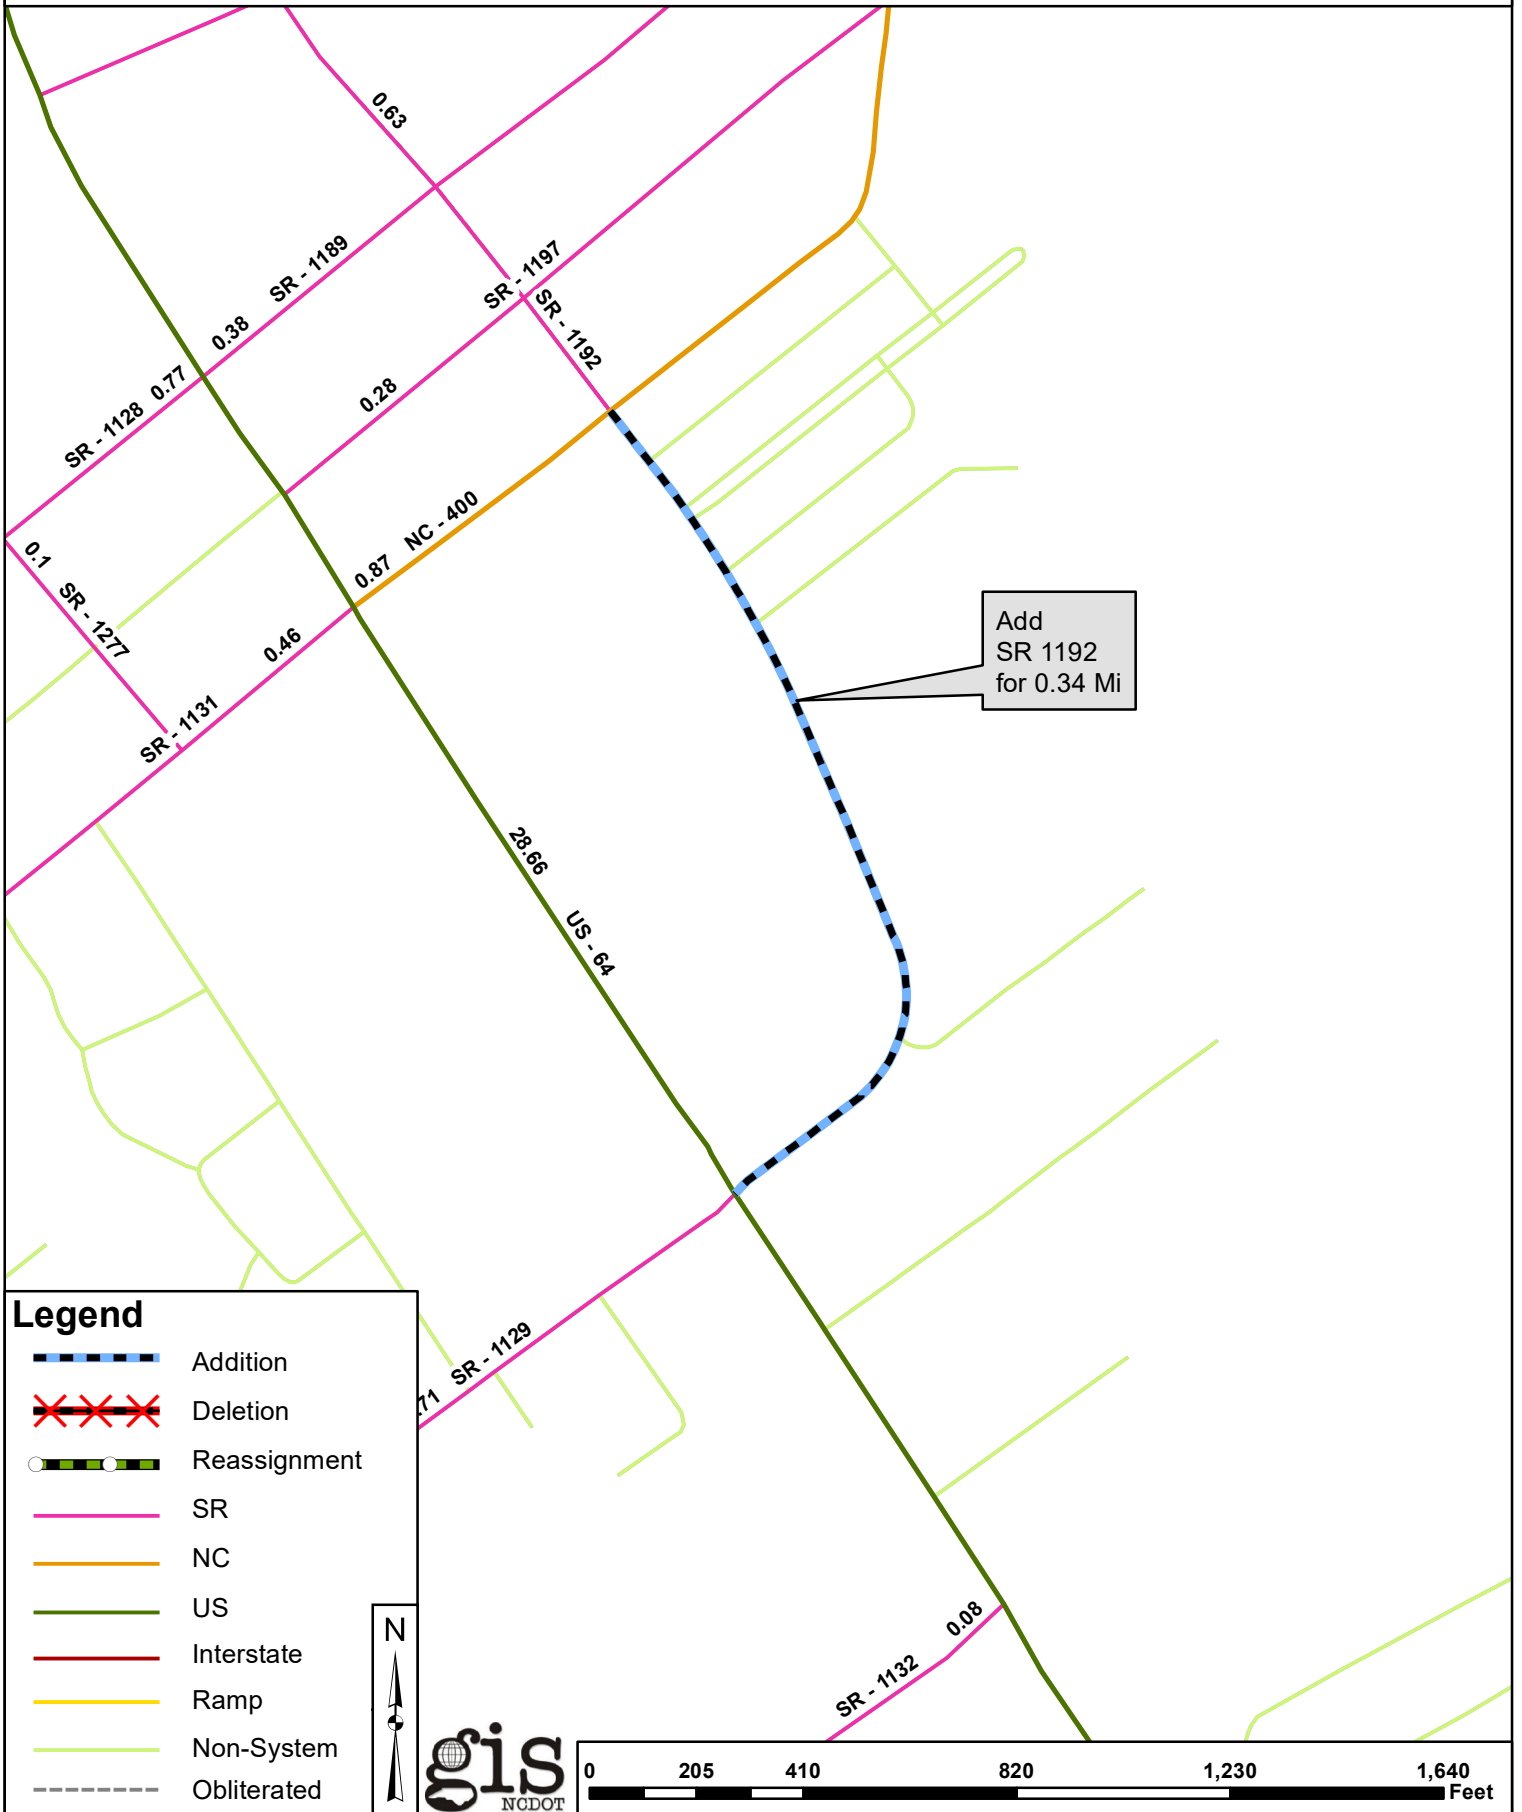 0.63
SR - 1189
SR - 1197
SR - 1192
0.38
0.77
SR - 1128
0.28
NC - 400
0.87
0.1
SR - 1277
0.46
SR - 1131
Add
SR 1192
for 0.34 Mi
28.66
US - 64
SR - 1129
.71
0.08
SR - 1132
Legend
Addition
Deletion
Reassignment
SR
NC
US
Interstate
Ramp
Non-System
Obliterated
N
gis
NCDOT
0 205 410 820 1,230 1,640
Feet